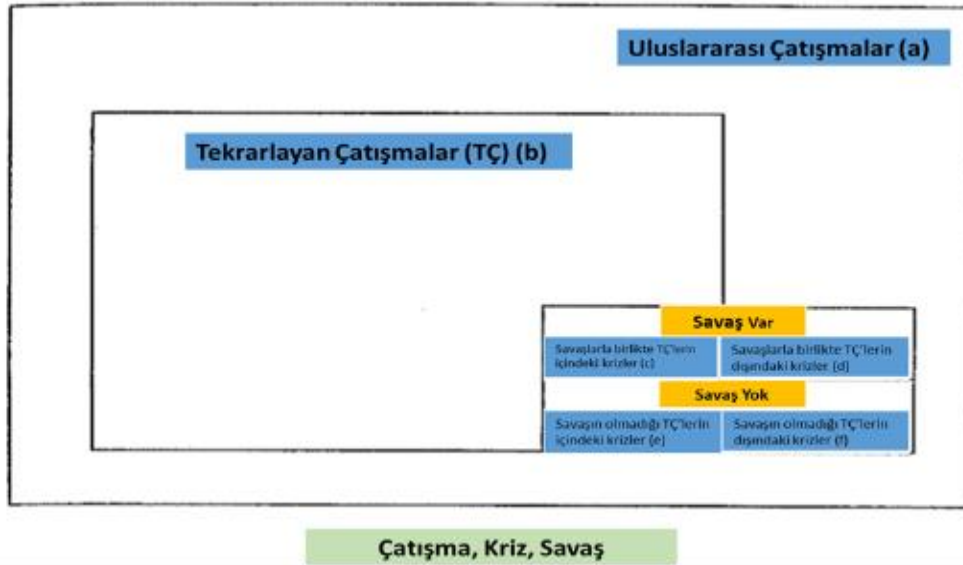 Uluslararası Çatışmalar (a)
Tekrarlayan Çatışmalar (TÇ) (b)
Savaş Var
Savaşlarla birlikte TÇ'lerin
içindeki krizler (c)
Savaşlarla birlikte TÇ'lerin
dışındaki krizler (d)
Savaş Yok
Savaşın olmadığı TÇ'lerin
içindeki krizler (e)
Savaşın olmadığı TÇ'lerin
dışındaki krizler (f)
Çatışma, Kriz, Savaş